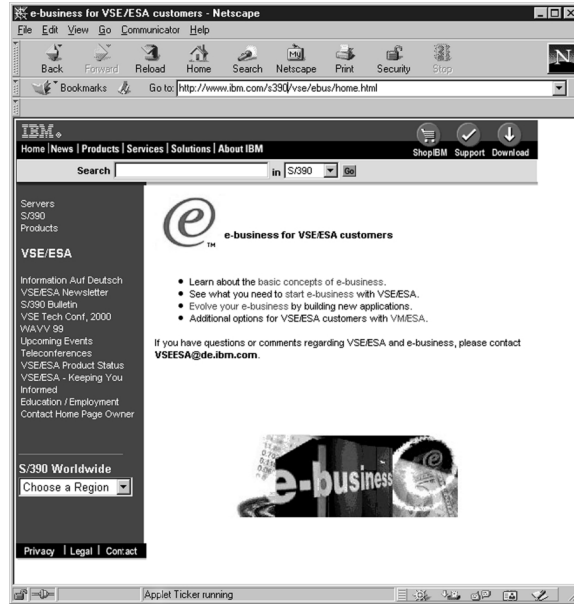 e-business for VSE/ESA customers - Netscape
File Edit View Go Communicator Help
Back Forward Reload Home Search Netscape Print Security Stop
N
My
Bookmarks Go to: http://www.ibm.com/s390/vse/ebus/home.html
IBM
Home | News | Products | Services | Solutions | About IBM
ShopIBM Support Download
Search in S/390 Go
Servers
S/390
Products
VSE/ESA
Information Auf Deutsch
VSE/ESA Newsletter
S/390 Bulletin
VSE Tech Conf, 2000
WAVV 99
Upcoming Events
Teleconferences
VSE/ESA Product Status
VSE/ESA - Keeping You
Informed
Education / Employment
Contact Home Page Owner
S/390 Worldwide
Choose a Region
Privacy | Legal | Contact
e TM
e-business for VSE/ESA customers
• Learn about the basic concepts of e-business.
• See what you need to start e-business with VSE/ESA.
• Evolve your e-business by building new applications.
• Additional options for VSE/ESA customers with VM/ESA.
If you have questions or comments regarding VSE/ESA and e-business, please contact
VSEESA@de.ibm.com.
e-business
e
Applet Ticker running